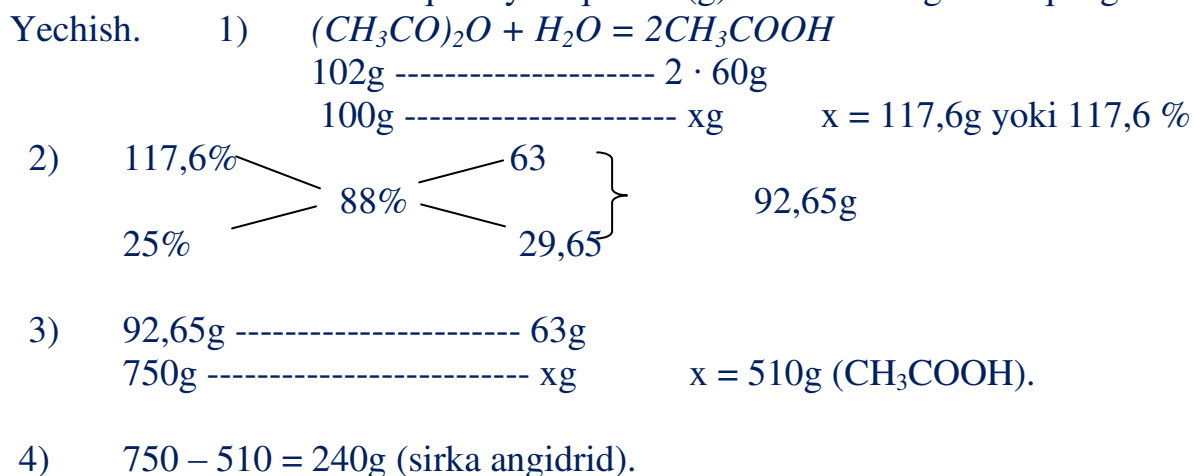 Yechish. 1) (CH₃CO)₂O + H₂O = 2CH₃COOH
102g --------------------- 2 · 60g
100g ---------------------- xg x = 117,6g yoki 117,6 %
2) 117,6% 63
88% 92,65g
25% 29,65
3) 92,65g ----------------------- 63g
750g -------------------------- xg x = 510g (CH₃COOH).
4) 750 – 510 = 240g (sirka angidrid).